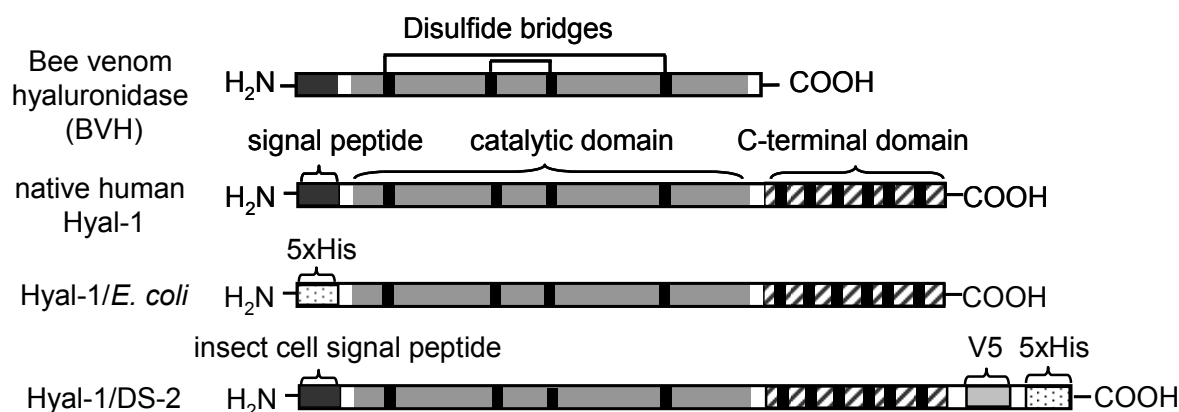 Disulfide bridges
Bee venom
hyaluronidase
(BVH)
H₂N
COOH
signal peptide
catalytic domain
C-terminal domain
native human
Hyal-1
H₂N
COOH
5xHis
Hyal-1/E. coli
H₂N
COOH
insect cell signal peptide
V5
5xHis
Hyal-1/DS-2
H₂N
COOH